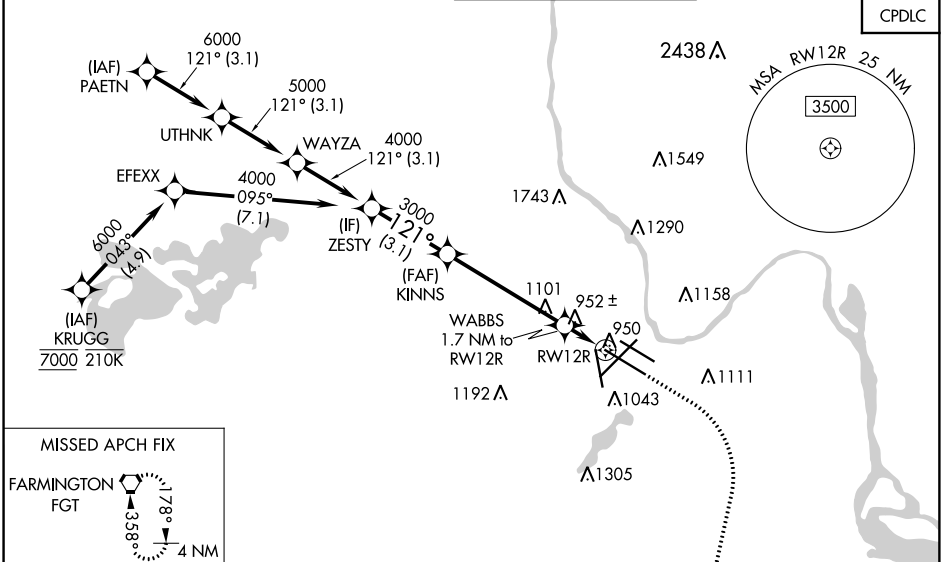 CPDLC
6000
121° (3.1)
(IAF)
PAETN
5000
121° (3.1)
UTHNK
WAYZA
4000
121° (3.1)
EFEXX
4000
095°
(7.1)
(IF)
ZESTY
3000
121°
(3.1)
6000
043°
(4.9)
(IAF)
KRUGG
7000 210K
(FAF)
KINNS
WABBS
1.7 NM to
RW12R
RW12R
2438
1549
1743
1290
1158
1101
952 ±
950
1111
1192
1043
1305
MSA RW12R 25 NM
3500
MISSED APCH FIX
FARMINGTON
FGT
178°
358°
4 NM